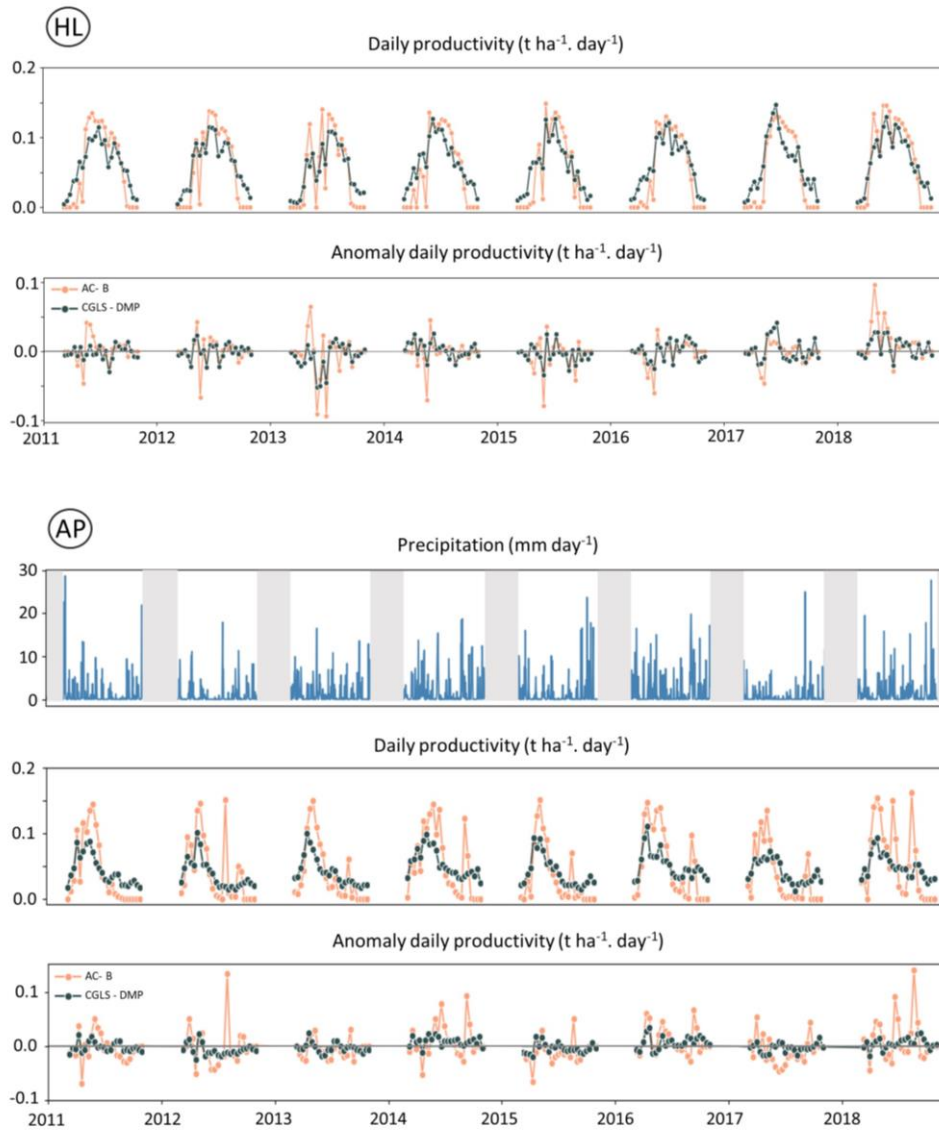 HL
Daily productivity (t ha⁻¹. day⁻¹)
0.2
0.1
0.0
Anomaly daily productivity (t ha⁻¹. day⁻¹)
0.1
AC- B
CGLS - DMP
0.0
-0.1
2011 2012 2013 2014 2015 2016 2017 2018
AP
Precipitation (mm day⁻¹)
30
20
10
0
Daily productivity (t ha⁻¹. day⁻¹)
0.2
0.1
0.0
Anomaly daily productivity (t ha⁻¹. day⁻¹)
0.1
AC- B
CGLS - DMP
0.0
-0.1
2011 2012 2013 2014 2015 2016 2017 2018